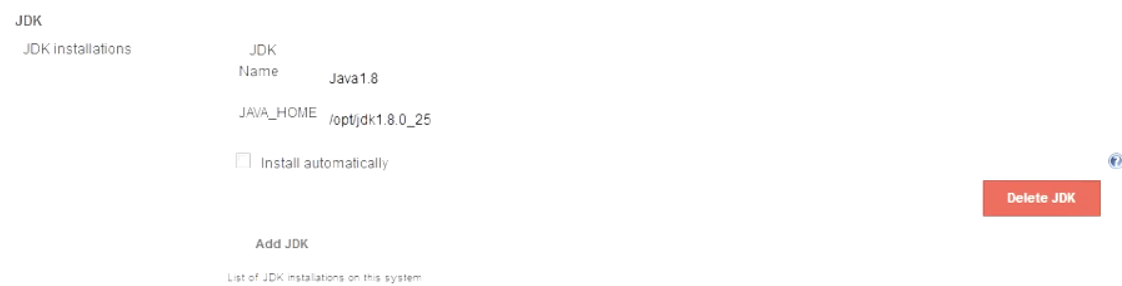 JDK
JDK installations
JDK
Name
Java1.8
JAVA_HOME
/opt/jdk1.8.0_25
Install automatically
Delete JDK
Add JDK
List of JDK installations on this system